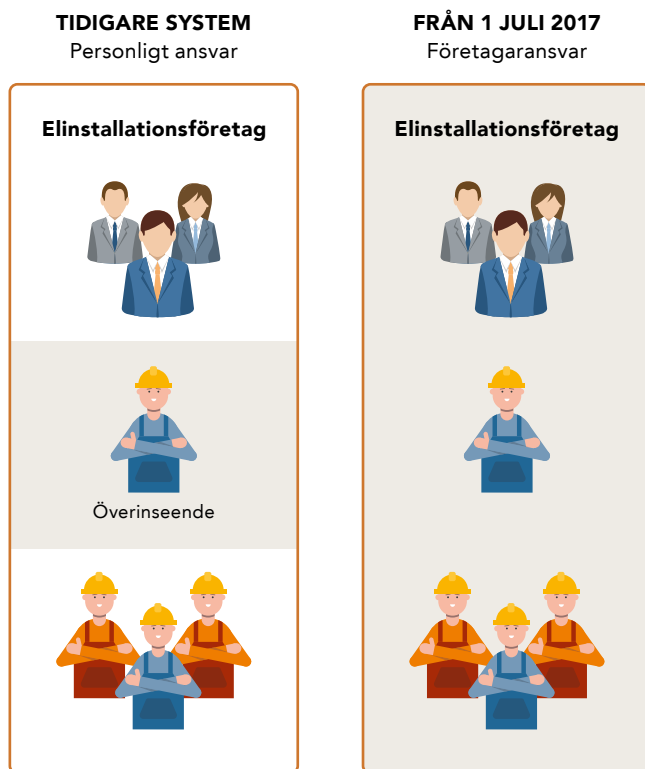 TIDIGARE SYSTEM
Personligt ansvar
Elinstallationsföretag
Överinseende
FRÅN 1 JULI 2017
Företagaransvar
Elinstallationsföretag